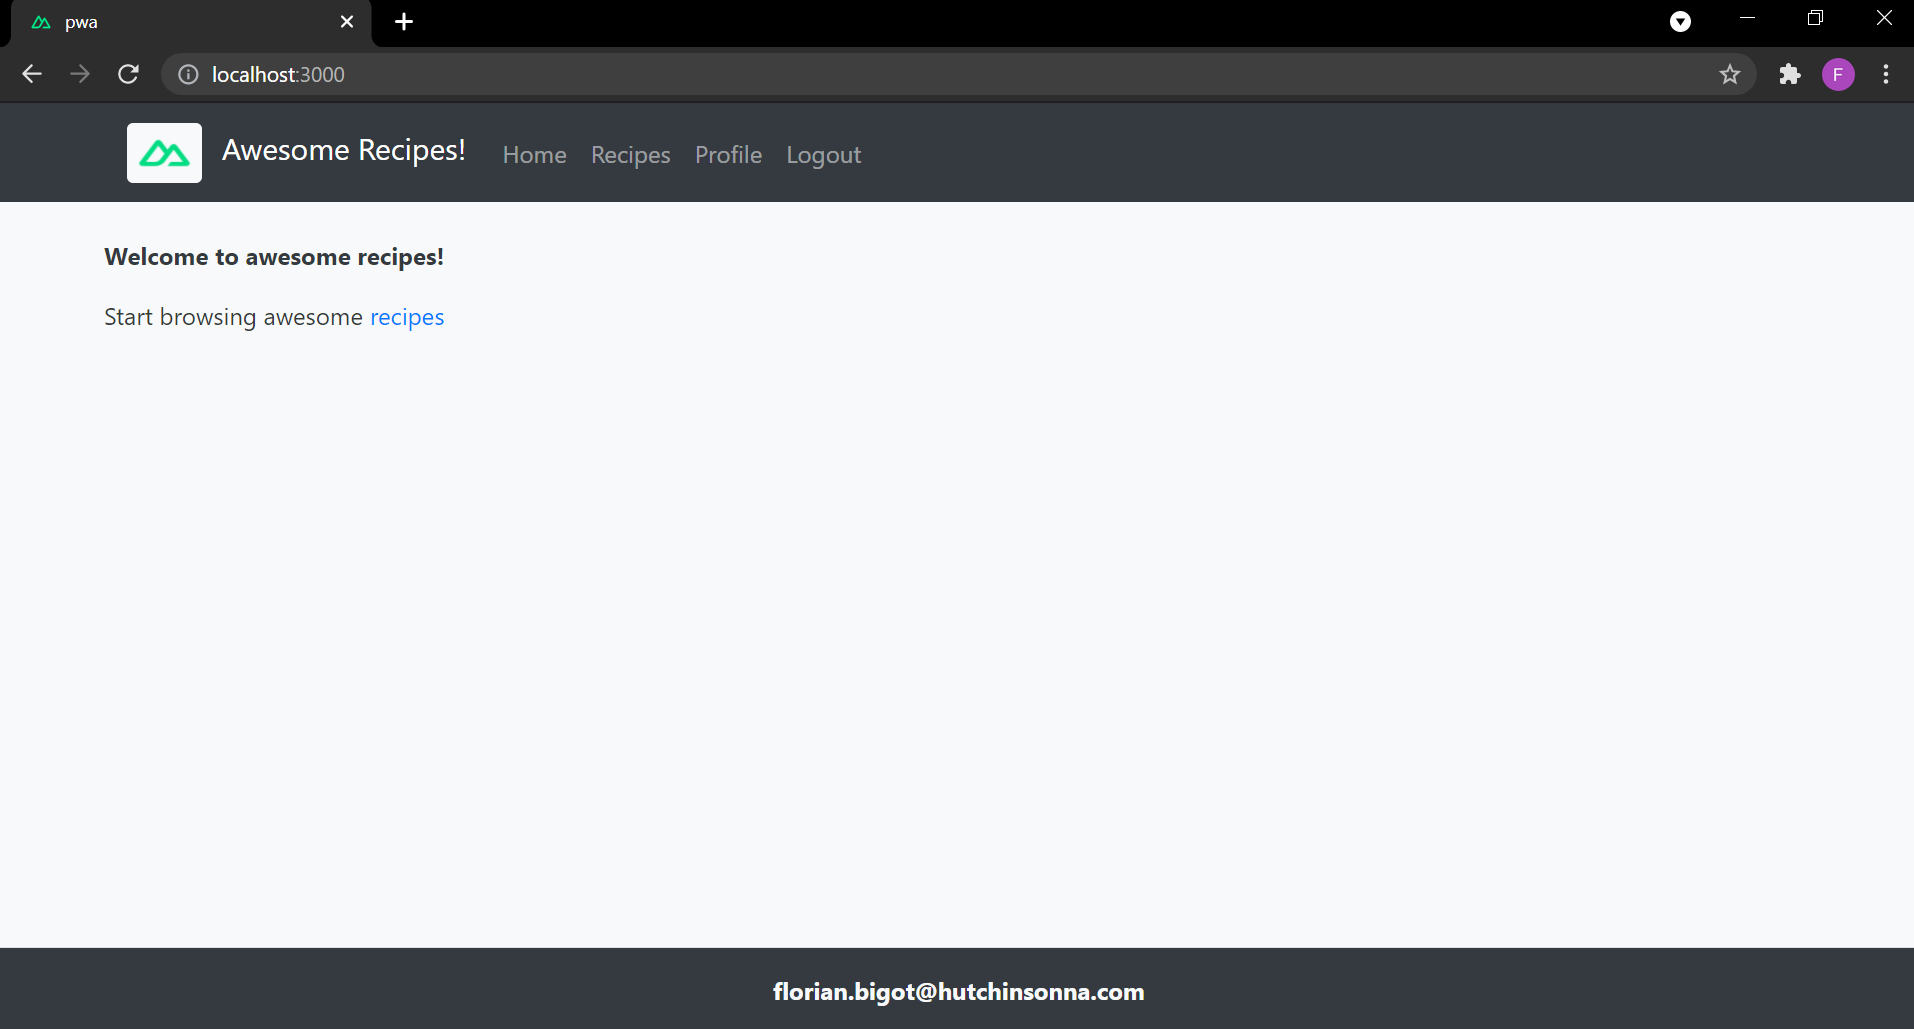 pwa
localhost:3000
F
Awesome Recipes! Home Recipes Profile Logout
Welcome to awesome recipes!
Start browsing awesome recipes
florian.bigot@hutchinsonna.com